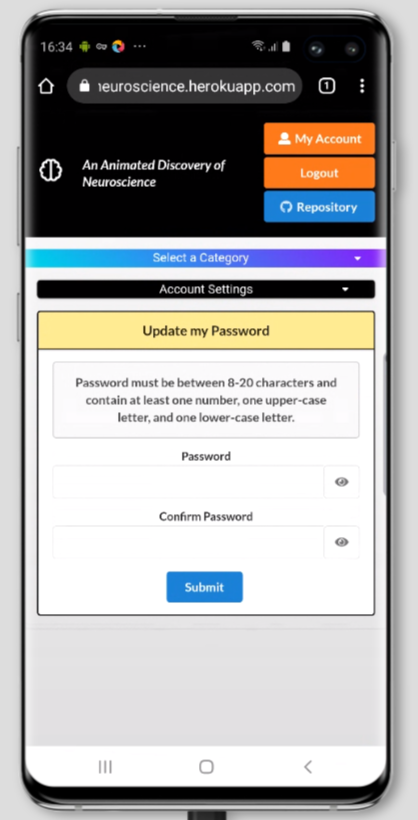 16:34
euroscience.herokuapp.com
1
My Account
An Animated Discovery of
Neuroscience
Logout
Repository
Select a Category
Account Settings
Update my Password
Password must be between 8-20 characters and
contain at least one number, one upper-case
letter, and one lower-case letter.
Password
Confirm Password
Submit